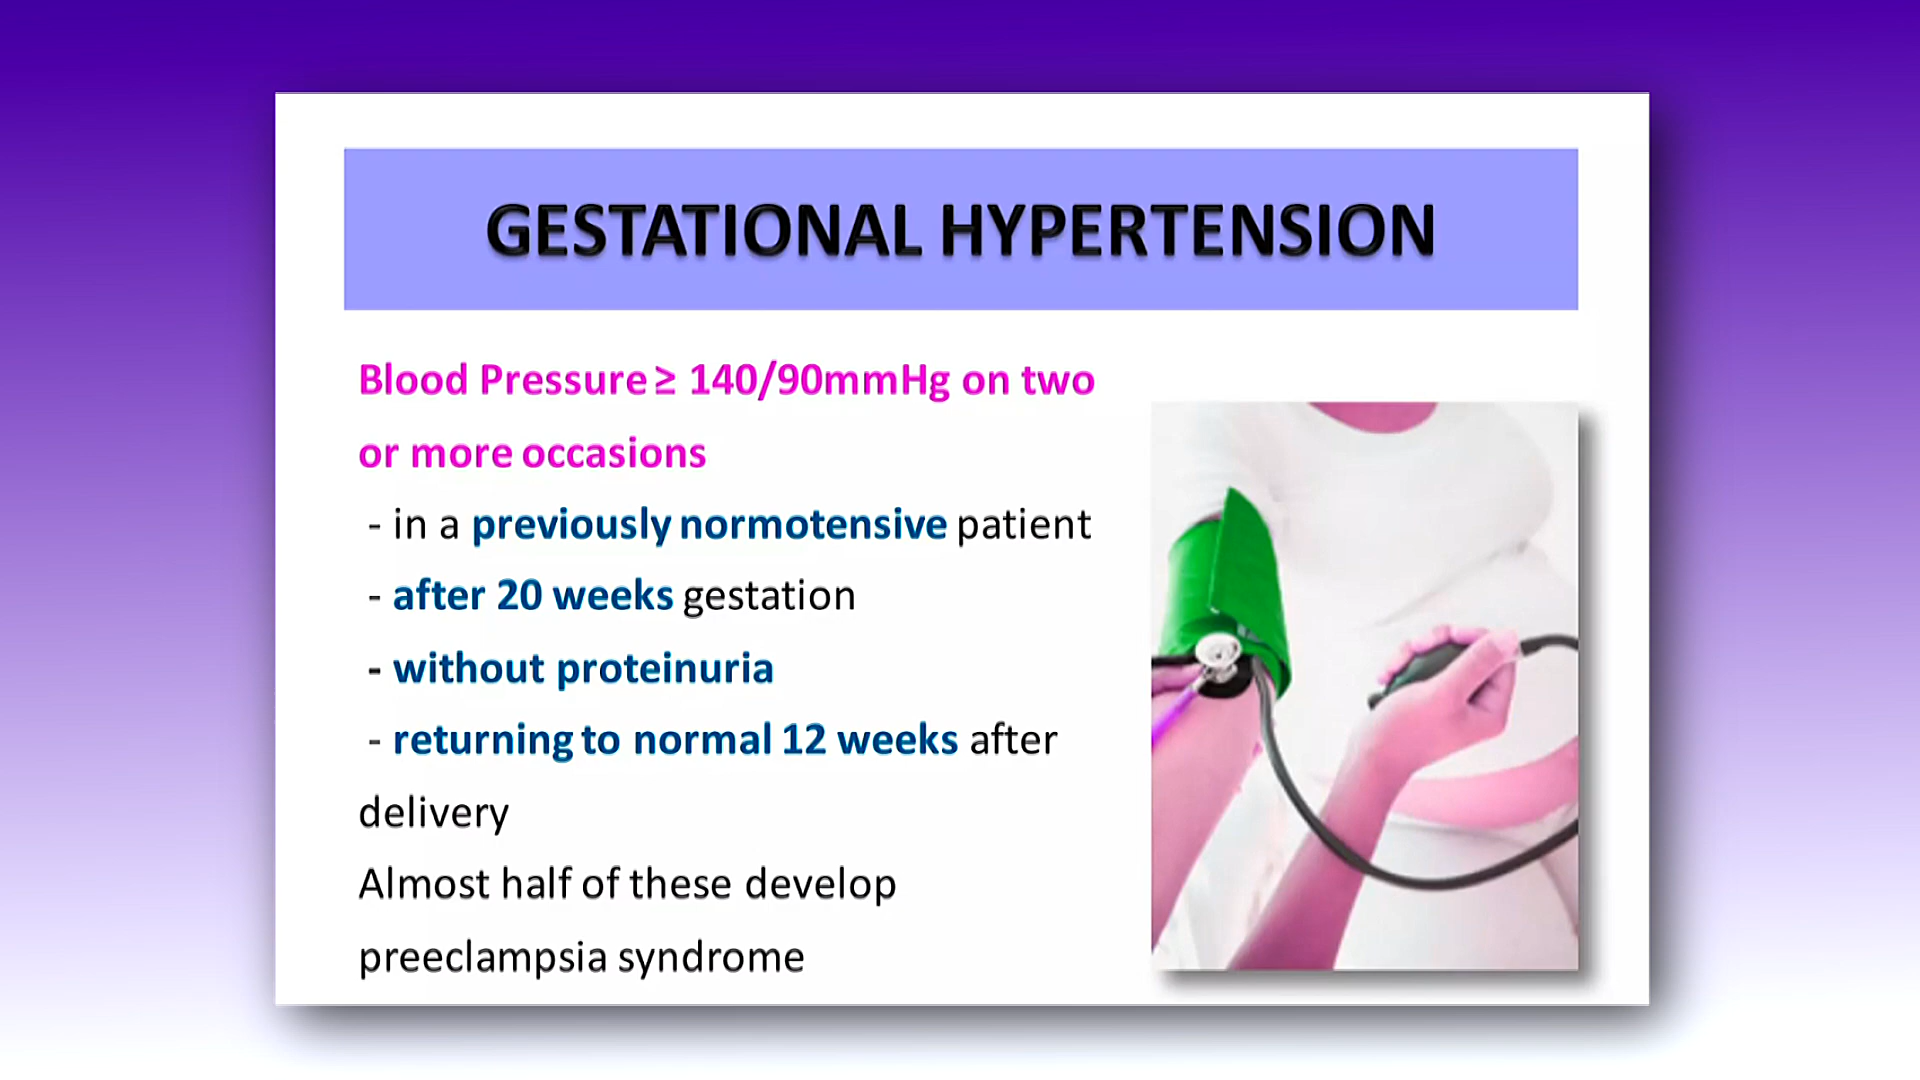 GESTATIONAL HYPERTENSION
Blood Pressure ≥ 140/90mmHg on two
or more occasions
- in a previously normotensive patient
- after 20 weeks gestation
- without proteinuria
- returning to normal 12 weeks after
delivery
Almost half of these develop
preeclampsia syndrome